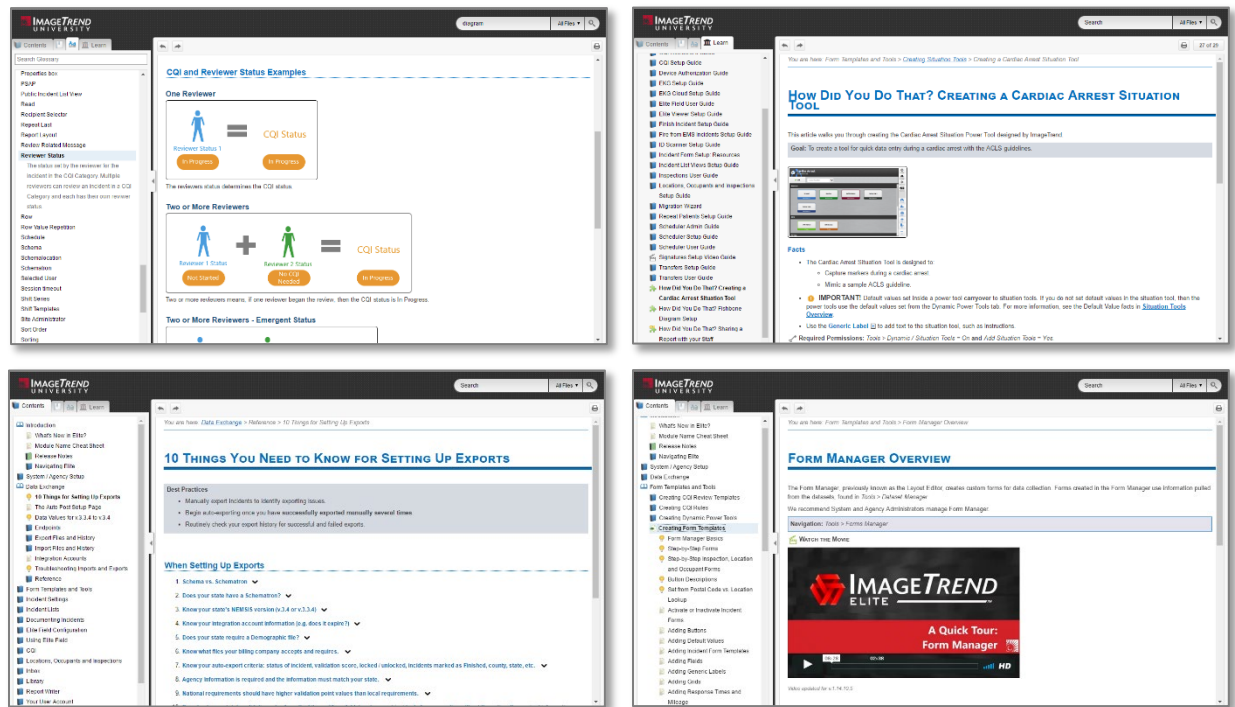 IMAGETREND
UNIVERSITY
diagram
All Files
Contents
Learn
Search Glossary
Properties box
PSAP
Public Incident List View
Read
Recipient Selector
Repeat Last
Report Layout
Review Related Message
Reviewer Status
The status set by the reviewer for the
incident in the CQI Category. Multiple
reviewers can review an incident in a CQI
Category and each has their own reviewer
status.
Row
Row Value Repetition
Schedule
Schema
Schemalocation
Schematron
Selected User
Session timeout
Shift Series
Shift Templates
Site Administrator
Sort Order
Sorting
CQI and Reviewer Status Examples
One Reviewer
Reviewer Status 1
In Progress
=
CQI Status
In Progress
The reviewers status determines the CQI status.
Two or More Reviewers
Reviewer 1 Status
Not Started
+
Reviewer 2 Status
No CQI
Needed
=
CQI Status
In Progress
Two or more reviewers means, if one reviewer began the review, then the CQI status is In Progress.
Two or More Reviewers - Emergent Status
IMAGETREND
UNIVERSITY
Search
All Files
Contents
Learn
27 of 29
CQI Setup Guide
Device Authorization Guide
EKG Setup Guide
EKG Cloud Setup Guide
Elite Field User Guide
Elite Viewer Setup Guide
Finish Incident Setup Guide
Fire from EMS Incidents Setup Guide
ID Scanner Setup Guide
Incident Form Setup: Resources
Incident List Views Setup Guide
Inspections User Guide
Locations, Occupants and Inspections
Setup Guide
Migration Wizard
Repeat Patients Setup Guide
Scheduler Admin Guide
Scheduler Setup Guide
Scheduler User Guide
Signatures Setup Video Guide
Transfers Setup Guide
Transfers User Guide
How Did You Do That? Creating a
Cardiac Arrest Situation Tool
How Did You Do That? Fishbone
Diagram Setup
How Did You Do That? Sharing a
Report with your Staff
You are here: Form Templates and Tools > Creating Situation Tools > Creating a Cardiac Arrest Situation Tool
HOW DID YOU DO THAT? CREATING A CARDIAC ARREST SITUATION
TOOL
This article walks you through creating the Cardiac Arrest Situation Power Tool designed by ImageTrend.
Goal: To create a tool for quick data entry during a cardiac arrest with the ACLS guidelines.
Facts
• The Cardiac Arrest Situation Tool is designed to
Capture markers during a cardiac arrest.
Mimic a sample ACLS guideline.
• IMPORTANT! Default values set inside a power tool carryover to situation tools. If you do not set default values in the situation tool, then the
power tools use the default values set from the Dynamic Power Tools tab. For more information, see the Default Value facts in Situation Tools
Overview.
• Use the Generic Label to add text to the situation tool, such as instructions.
Required Permissions: Tools > Dynamic / Situation Tools = On and Add Situation Tools = Yes
IMAGETREND
UNIVERSITY
Search
All Files
Contents
Learn
Introduction
What's New in Elite?
Module Name Cheat Sheet
Release Notes
Navigating Elite
System / Agency Setup
Data Exchange
10 Things for Setting Up Exports
The Auto Post Setup Page
Data Values for v.3.3.4 to v.3.4
Endpoints
Export Files and History
Import Files and History
Integration Accounts
Troubleshooting Imports and Exports
Reference
Form Templates and Tools
Incident Settings
Incident Lists
Documenting Incidents
Elite Field Configuration
Using Elite Field
CQI
Locations, Occupants and Inspections
Inbox
Library
Report Writer
Your User Account
You are here: Data Exchange > Reference > 10 Things for Setting Up Exports
10 THINGS YOU NEED TO KNOW FOR SETTING UP EXPORTS
Best Practices
• Manually export incidents to identify exporting issues.
• Begin auto-exporting once you have successfully exported manually several times.
• Routinely check your export history for successful and failed exports.
When Setting Up Exports
1. Schema vs. Schematron
2. Does your state have a Schematron?
3. Know your state's NEMSIS version (v.3.4 or v.3.3.4)
4. Know your integration account information (e.g. does it expire?)
5. Does your state require a Demographic file?
6. Know what files your billing company accepts and requires.
7. Know your auto-export criteria: status of incident, validation score, locked / unlocked, incidents marked as Finished, county, state, etc.
8. Agency information is required and the information must match your state.
9. National requirements should have higher validation point values than local requirements.
IMAGETREND
UNIVERSITY
Search
All Files
Contents
Learn
What's New in Elite?
Module Name Cheat Sheet
Release Notes
Navigating Elite
System / Agency Setup
Data Exchange
Form Templates and Tools
Creating CQI Review Templates
Creating CQI Rules
Creating Dynamic Power Tools
Creating Form Templates
Form Manager Basics
Step-by-Step Forms
Step-by-Step Inspection, Location
and Occupant Forms
Button Descriptions
Set from Postal Code vs. Location
Lookup
Activate or Inactivate Incident
Forms
Adding Buttons
Adding Default Values
Adding Incident Form Templates
Adding Fields
Adding Generic Labels
Adding Grids
Adding Response Times and
Mileage
You are here: Form Templates and Tools > Form Manager Overview
FORM MANAGER OVERVIEW
The Form Manager, previously known as the Layout Editor, creates custom forms for data collection. Forms created in the Form Manager use information pulled
from the datasets, found in Tools > Dataset Manager.
We recommend System and Agency Administrators manage Form Manager.
Navigation: Tools > Forms Manager
WATCH THE MOVIE
IMAGETREND
ELITE
A Quick Tour:
Form Manager
HD